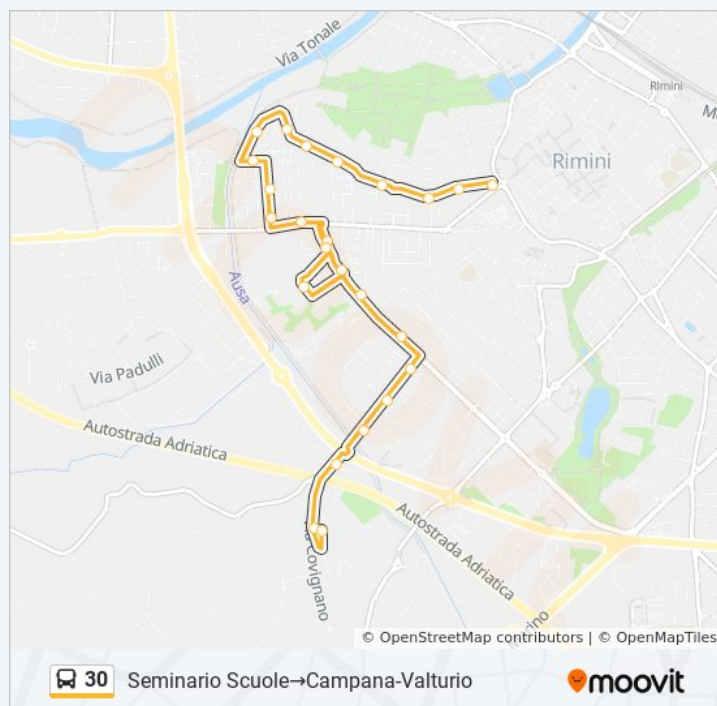 Via Tonale
Rimini
Rimini
Ausa
Via Padulli
Autostrada Adriatica
Autostrada Adriatica
Covignano
© OpenStreetMap contributors | © OpenMapTiles
30 Seminario Scuole→Campana-Valturio
moovit